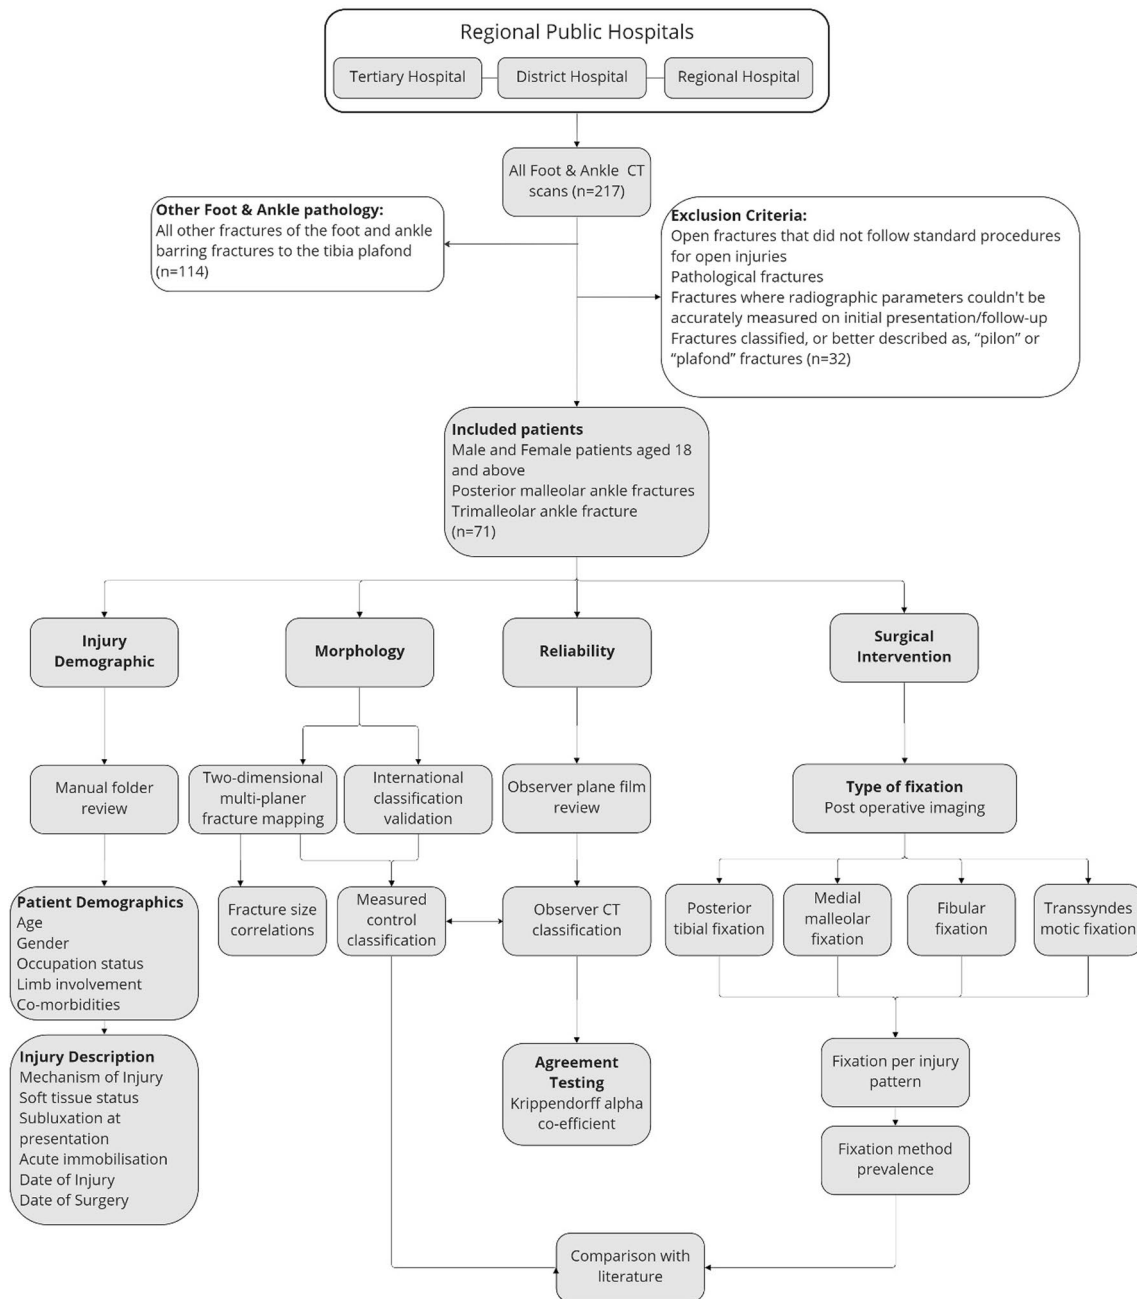 Regional Public Hospitals
Tertiary Hospital
District Hospital
Regional Hospital
All Foot & Ankle CT
scans (n=217)
Other Foot & Ankle pathology:
All other fractures of the foot and ankle
barring fractures to the tibia plafond
(n=114)
Exclusion Criteria:
Open fractures that did not follow standard procedures
for open injuries
Pathological fractures
Fractures where radiographic parameters couldn't be
accurately measured on initial presentation/follow-up
Fractures classified, or better described as, “pilon” or
“plafond” fractures (n=32)
Included patients
Male and Female patients aged 18
and above
Posterior malleolar ankle fractures
Trimalleolar ankle fracture
(n=71)
Injury
Demographic
Morphology
Reliability
Surgical
Intervention
Manual folder
review
Two-dimensional
multi-planer
fracture mapping
International
classification
validation
Observer plane film
review
Type of fixation
Post operative imaging
Patient Demographics
Age
Gender
Occupation status
Limb involvement
Co-morbidities
Fracture size
correlations
Measured
control
classification
Observer CT
classification
Posterior
tibial fixation
Medial
malleolar
fixation
Fibular
fixation
Transsyndes
motic fixation
Injury Description
Mechanism of Injury
Soft tissue status
Subluxation at
presentation
Acute immobilisation
Date of Injury
Date of Surgery
Agreement
Testing
Krippendorff alpha
co-efficient
Fixation per injury
pattern
Fixation method
prevalence
Comparison with
literature